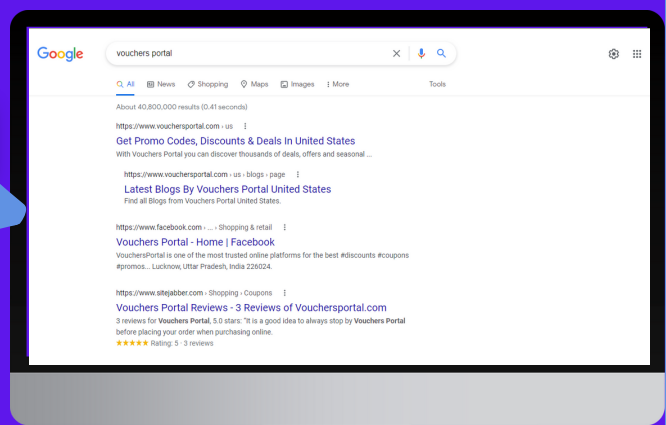 Google
vouchers portal
All News Shopping Maps Images More Tools
About 40,800,000 results (0.41 seconds)
https://www.vouchersportal.com › us
Get Promo Codes, Discounts & Deals In United States
With Vouchers Portal you can discover thousands of deals, offers and seasonal ...
https://www.vouchersportal.com › us › blogs › page
Latest Blogs By Vouchers Portal United States
Find all Blogs from Vouchers Portal United States.
https://www.facebook.com › ... › Shopping & retail
Vouchers Portal - Home | Facebook
VouchersPortal is one of the most trusted online platforms for the best #discounts #coupons
#promos... Lucknow, Uttar Pradesh, India 226024.
https://www.sitejabber.com › Shopping › Coupons
Vouchers Portal Reviews - 3 Reviews of Vouchersportal.com
3 reviews for Vouchers Portal, 5.0 stars: "It is a good idea to always stop by Vouchers Portal
before placing your order when purchasing online.
Rating: 5 · 3 reviews